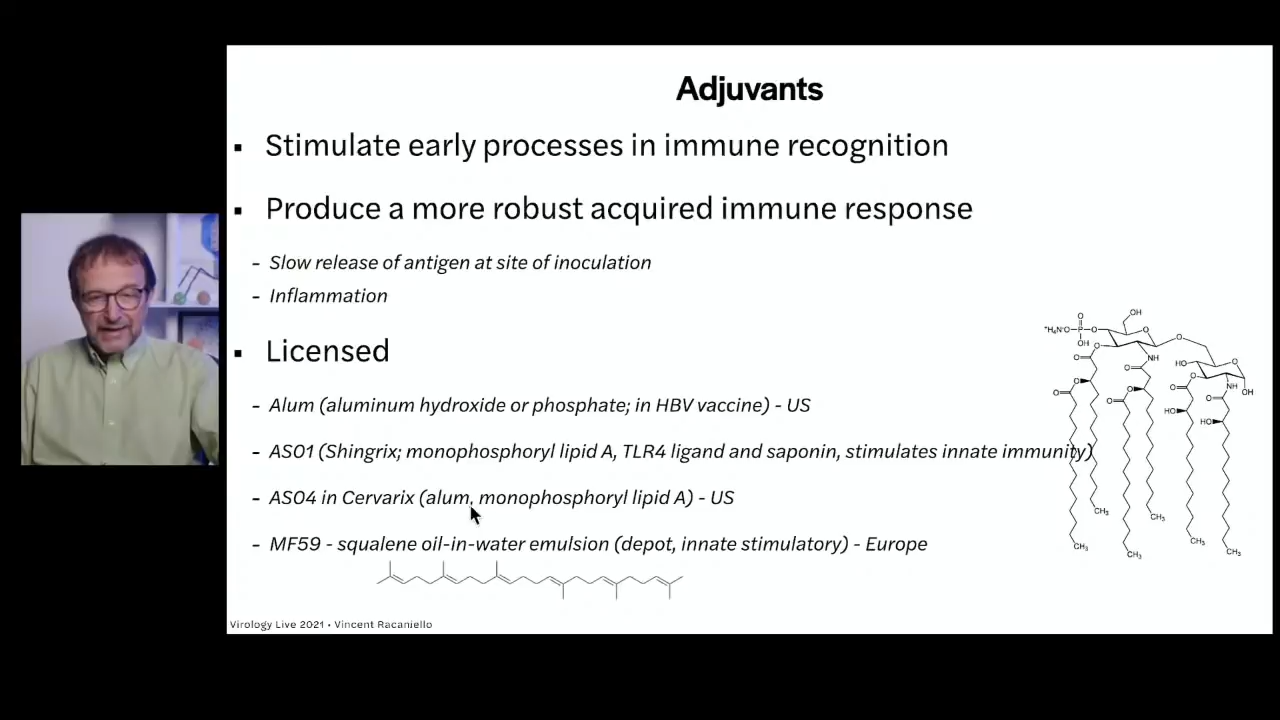 Adjuvants
▪ Stimulate early processes in immune recognition
▪ Produce a more robust acquired immune response
- Slow release of antigen at site of inoculation
- Inflammation
▪ Licensed
- Alum (aluminum hydroxide or phosphate; in HBV vaccine) - US
- AS01 (Shingrix; monophosphoryl lipid A, TLR4 ligand and saponin, stimulates innate immunity)
- AS04 in Cervarix (alum, monophosphoryl lipid A) - US
- MF59 - squalene oil-in-water emulsion (depot, innate stimulatory) - Europe
Virology Live 2021 • Vincent Racaniello